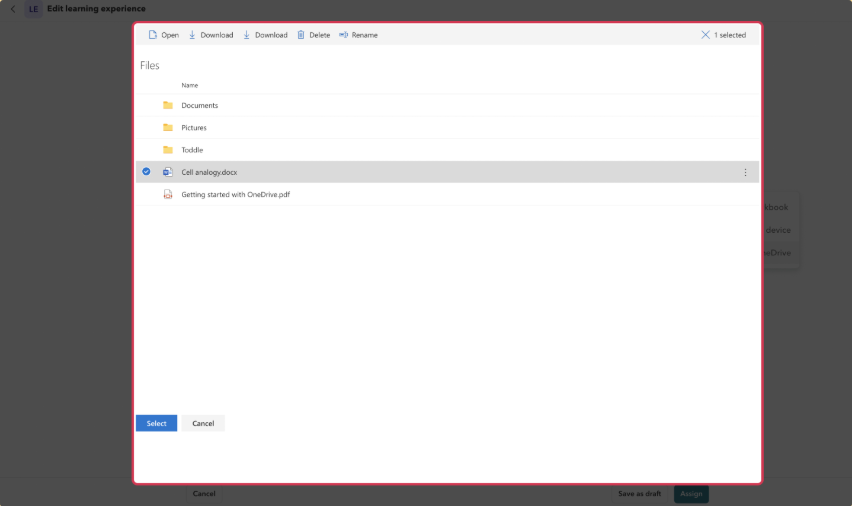 LE Edit learning experience
Open Download Download Delete Rename 1 selected
Files
Name
Documents
Pictures
Toddle
Cell analogy.docx
Getting started with OneDrive.pdf
kbook
device
eDrive
Select Cancel
Cancel Save as draft Assign